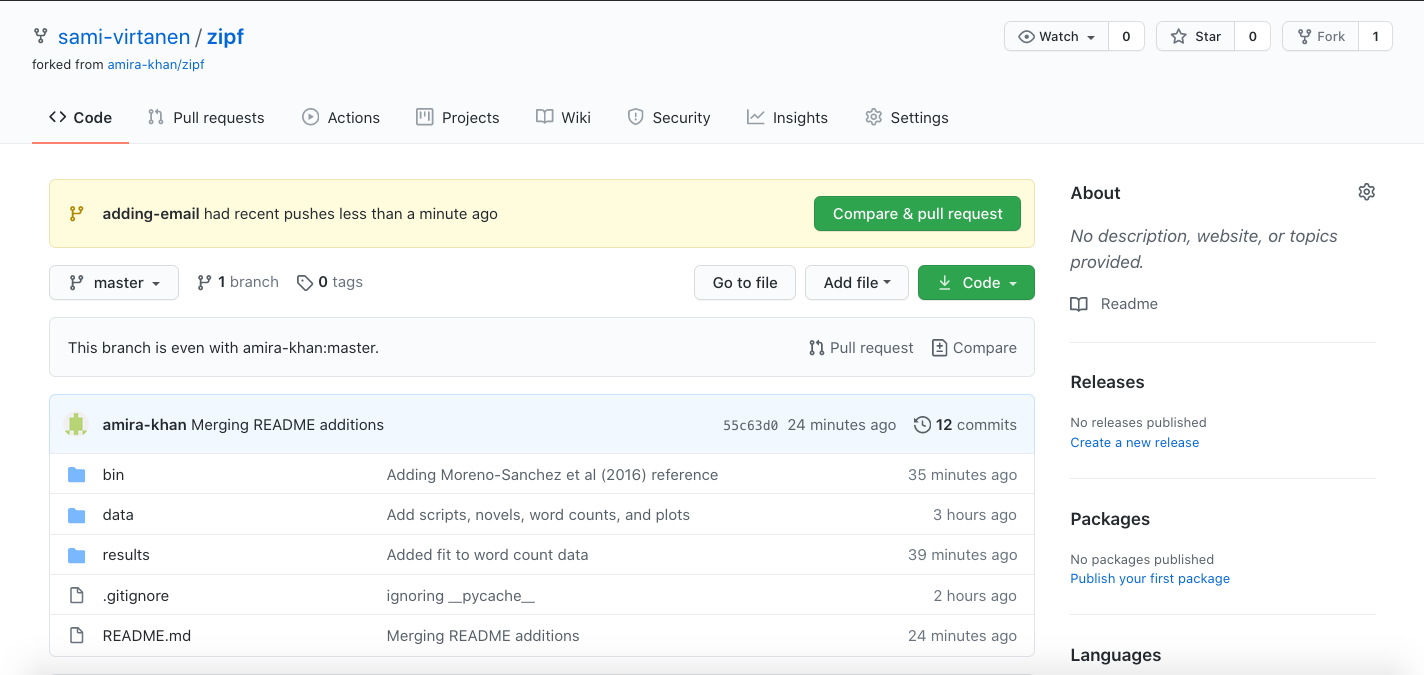 sami-virtanen / zipf
Watch 0 Star 0 Fork 1
forked from amira-khan/zipf
Code Pull requests Actions Projects Wiki Security Insights Settings
adding-email had recent pushes less than a minute ago Compare & pull request
master 1 branch 0 tags Go to file Add file Code
This branch is even with amira-khan:master. Pull request Compare
amira-khan Merging README additions 55c63d0 24 minutes ago 12 commits
bin Adding Moreno-Sanchez et al (2016) reference 35 minutes ago
data Add scripts, novels, word counts, and plots 3 hours ago
results Added fit to word count data 39 minutes ago
.gitignore ignoring __pycache__ 2 hours ago
README.md Merging README additions 24 minutes ago
About
No description, website, or topics
provided.
Readme
Releases
No releases published
Create a new release
Packages
No packages published
Publish your first package
Languages